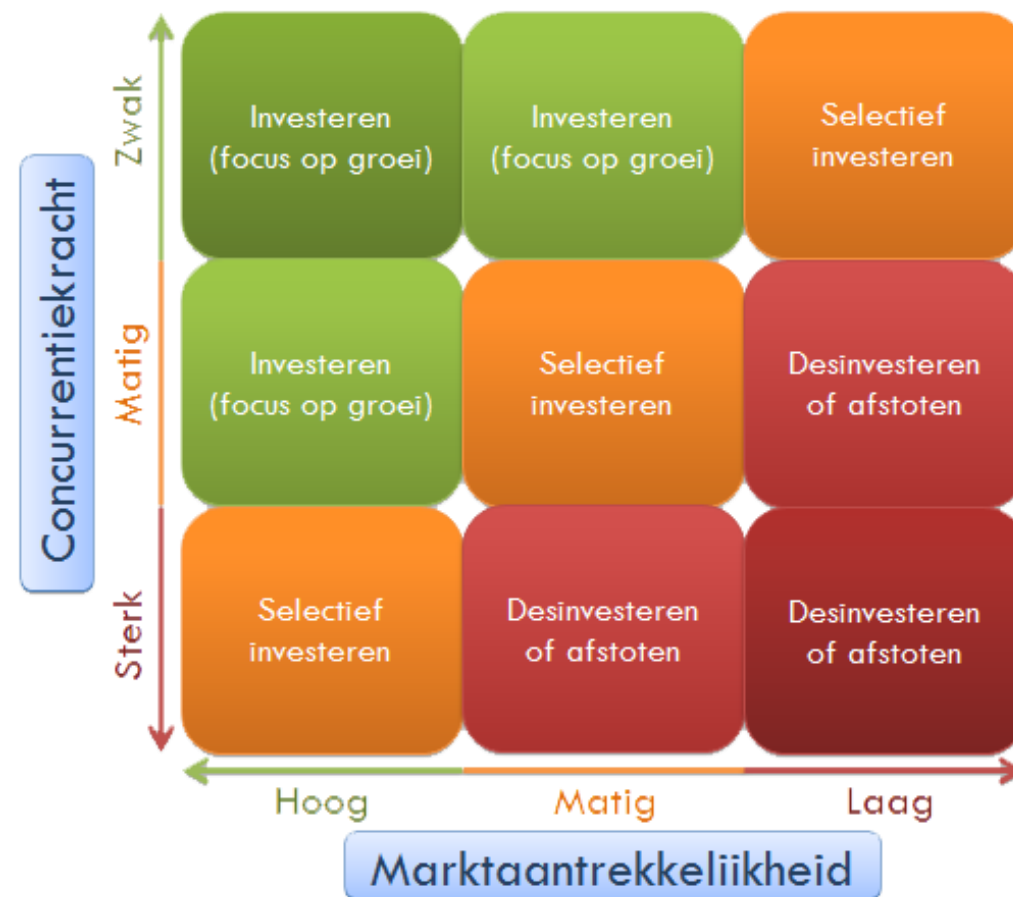 Zwak
Investeren
(focus op groei)
Investeren
(focus op groei)
Selectief
investeren
Concurrentiekracht
Matig
Investeren
(focus op groei)
Selectief
investeren
Desinvesteren
of afstoten
Sterk
Selectief
investeren
Desinvesteren
of afstoten
Desinvesteren
of afstoten
Hoog
Matig
Laag
Marktaantrekkelijkheid